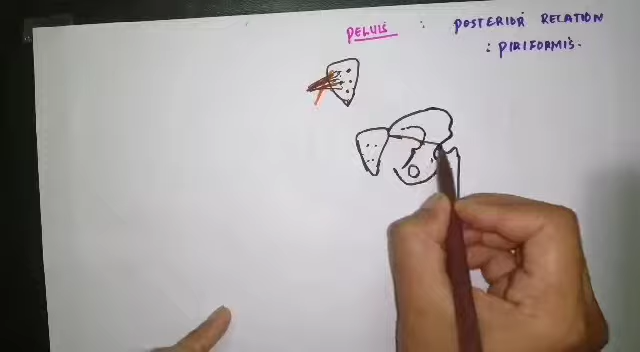 PELVIS : POSTERIOR RELATION
: PIRIFORMIS.